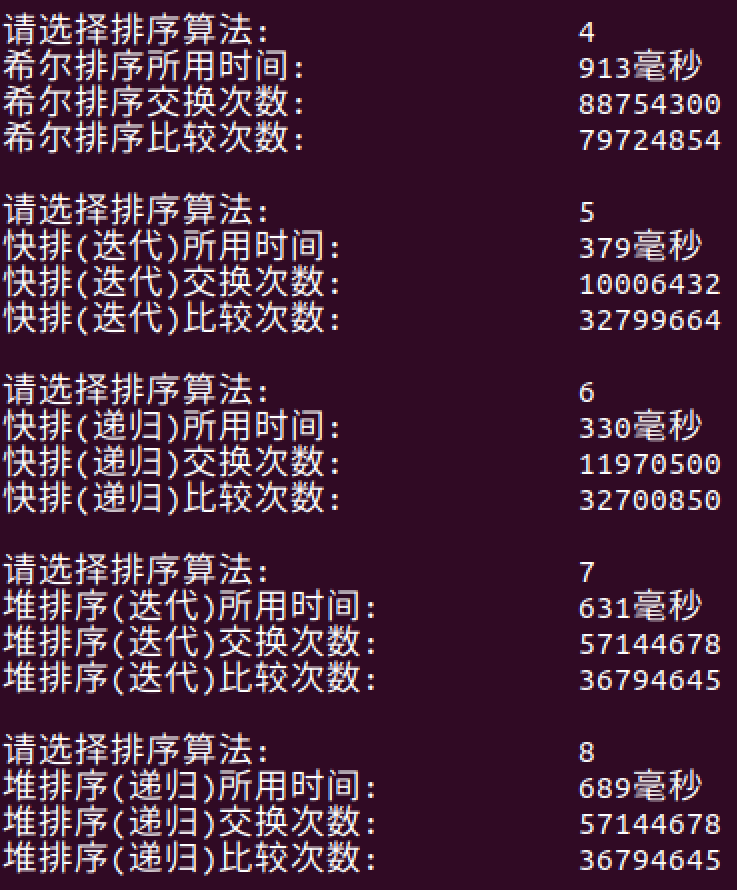 请选择排序算法: 4
希尔排序所用时间: 913毫秒
希尔排序交换次数: 88754300
希尔排序比较次数: 79724854
请选择排序算法: 5
快排(迭代)所用时间: 379毫秒
快排(迭代)交换次数: 10006432
快排(迭代)比较次数: 32799664
请选择排序算法: 6
快排(递归)所用时间: 330毫秒
快排(递归)交换次数: 11970500
快排(递归)比较次数: 32700850
请选择排序算法: 7
堆排序(迭代)所用时间: 631毫秒
堆排序(迭代)交换次数: 57144678
堆排序(迭代)比较次数: 36794645
请选择排序算法: 8
堆排序(递归)所用时间: 689毫秒
堆排序(递归)交换次数: 57144678
堆排序(递归)比较次数: 36794645